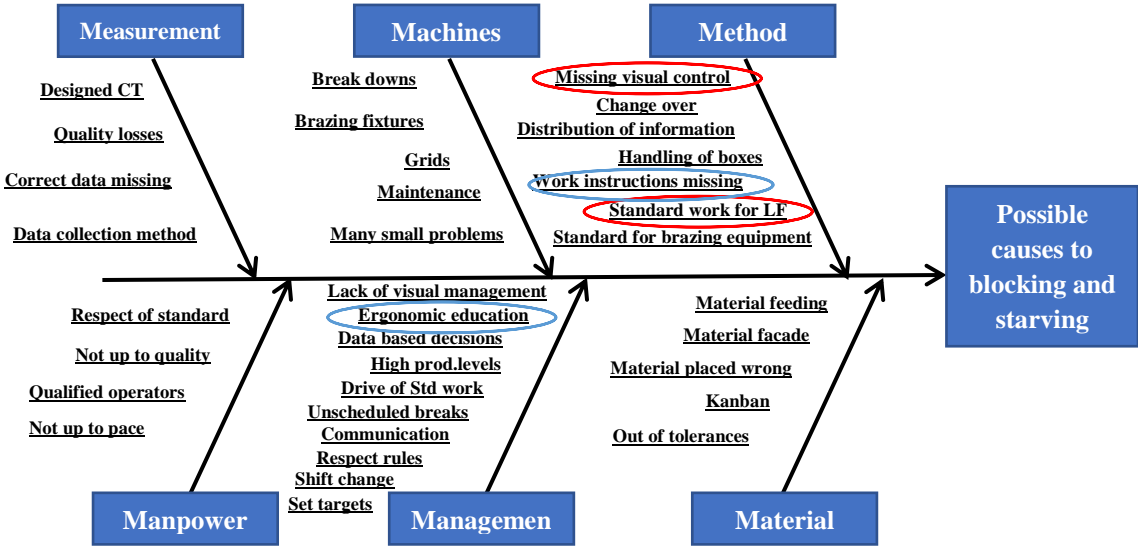 Measurement
Machines
Method
Designed CT
Quality losses
Correct data missing
Data collection method
Break downs
Brazing fixtures
Grids
Maintenance
Many small problems
Missing visual control
Change over
Distribution of information
Handling of boxes
Work instructions missing
Standard work for LF
Standard for brazing equipment
Possible
causes to
blocking and
starving
Respect of standard
Not up to quality
Qualified operators
Not up to pace
Lack of visual management
Ergonomic education
Data based decisions
High prod.levels
Drive of Std work
Unscheduled breaks
Communication
Respect rules
Shift change
Set targets
Material feeding
Material facade
Material placed wrong
Kanban
Out of tolerances
Manpower
Managemen
Material